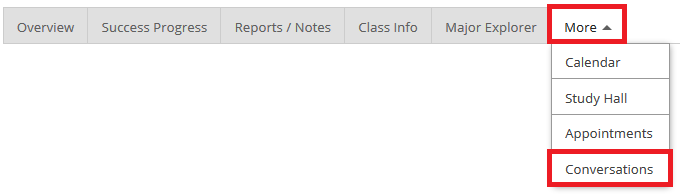 Overview Success Progress Reports / Notes Class Info Major Explorer More
Calendar
Study Hall
Appointments
Conversations